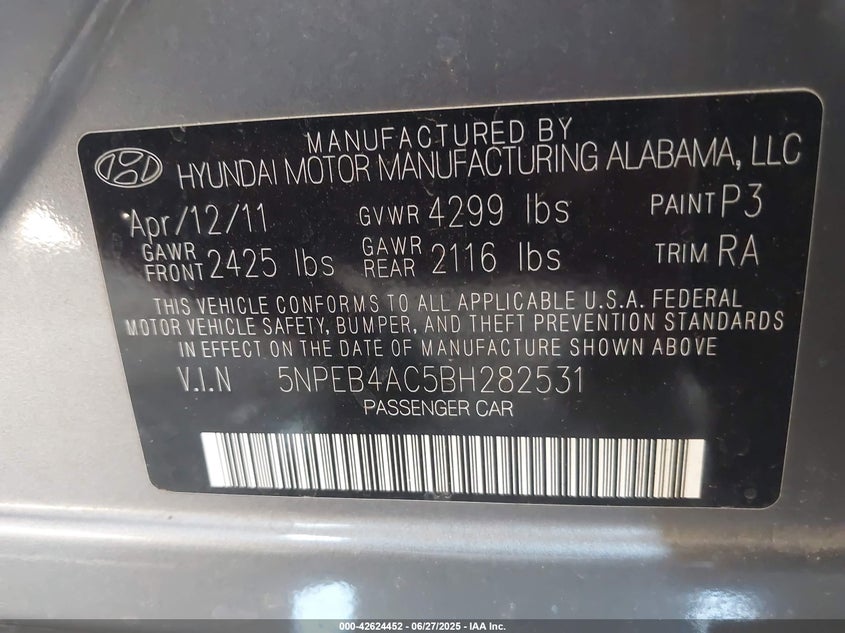 MANUFACTURED BY
HYUNDAI MOTOR MANUFACTURING ALABAMA, LLC
Apr/12/11 GVWR 4299 lbs PAINT P3
GAWR FRONT 2425 lbs GAWR REAR 2116 lbs TRIM RA
THIS VEHICLE CONFORMS TO ALL APPLICABLE U.S.A. FEDERAL
MOTOR VEHICLE SAFETY, BUMPER, AND THEFT PREVENTION STANDARDS
IN EFFECT ON THE DATE OF MANUFACTURE SHOWN ABOVE
V.I.N 5NPEB4AC5BH282531
PASSENGER CAR
000-42624452 - 06/27/2025 - IAA Inc.